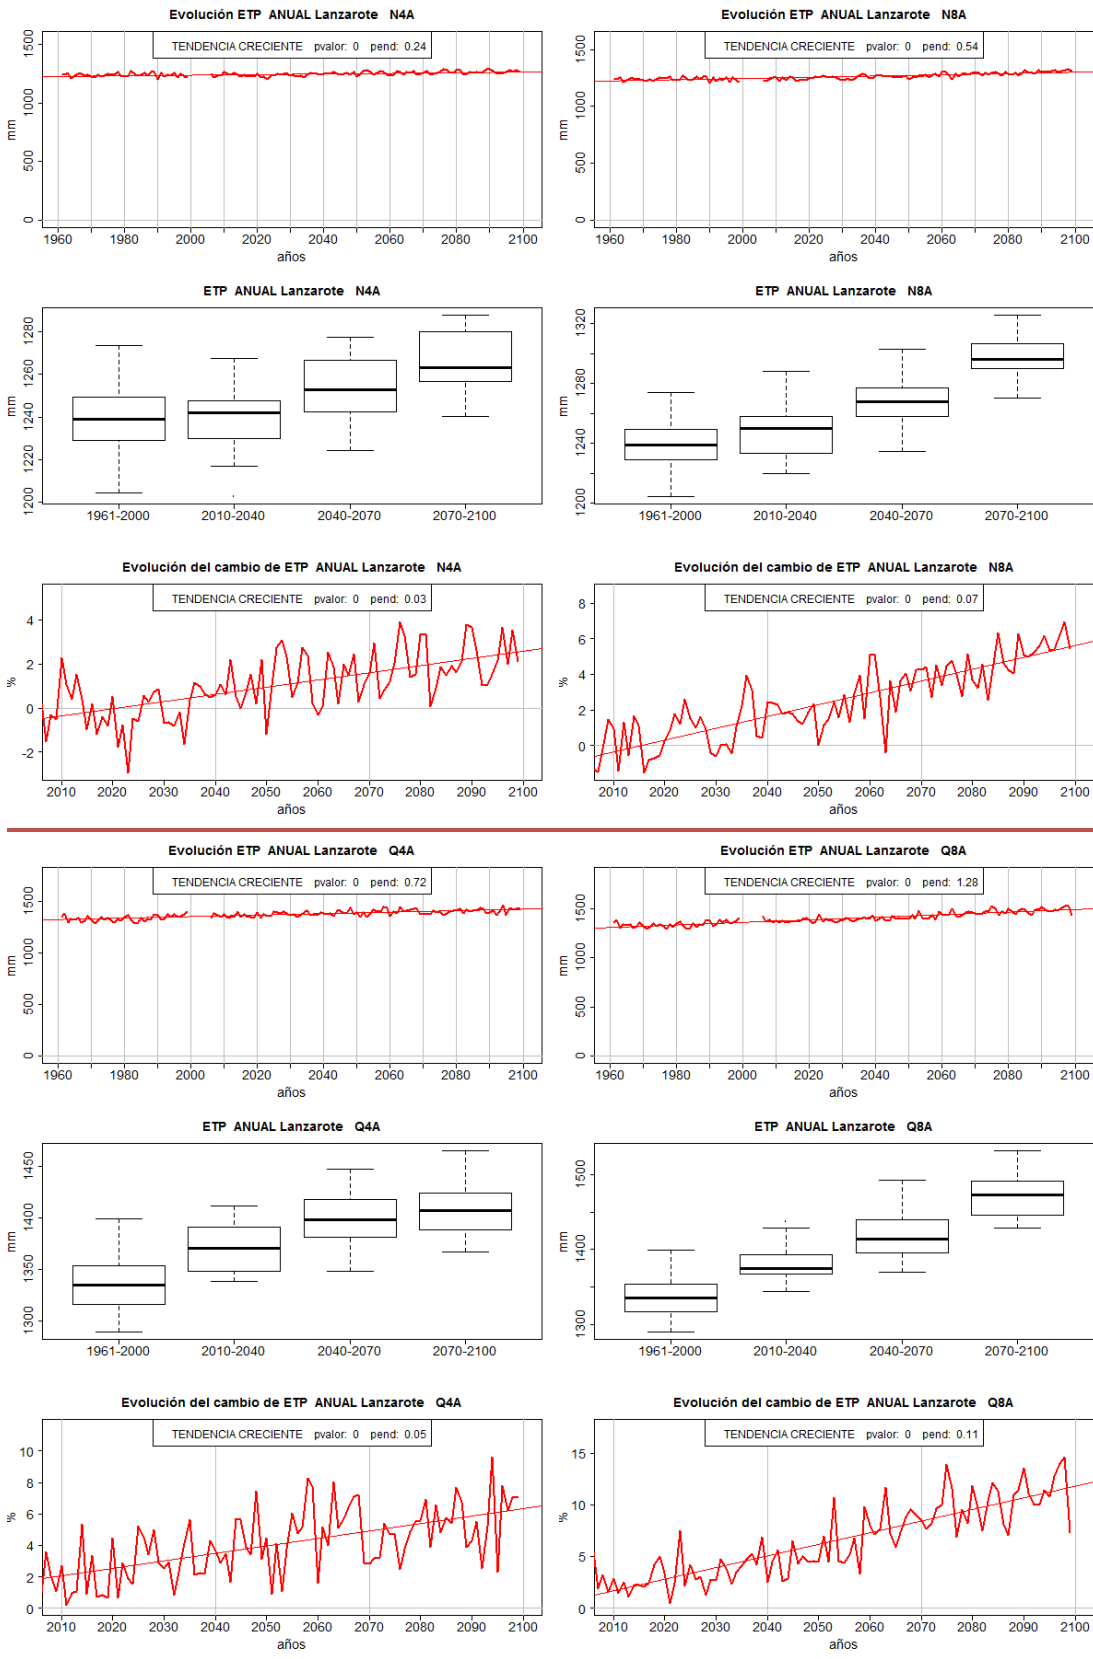 Evolución ETP ANUAL Lanzarote N4A
TENDENCIA CRECIENTE pvalor: 0 pend: 0.24
mm
0 500 1000 1500
1960 1980 2000 2020 2040 2060 2080 2100
años
Evolución ETP ANUAL Lanzarote N8A
TENDENCIA CRECIENTE pvalor: 0 pend: 0.54
mm
0 500 1000 1500
1960 1980 2000 2020 2040 2060 2080 2100
años
ETP ANUAL Lanzarote N4A
mm
1200 1220 1240 1260 1280
1961-2000 2010-2040 2040-2070 2070-2100
ETP ANUAL Lanzarote N8A
mm
1200 1240 1280 1320
1961-2000 2010-2040 2040-2070 2070-2100
Evolución del cambio de ETP ANUAL Lanzarote N4A
TENDENCIA CRECIENTE pvalor: 0 pend: 0.03
%
-2 0 2 4
2010 2020 2030 2040 2050 2060 2070 2080 2090 2100
años
Evolución del cambio de ETP ANUAL Lanzarote N8A
TENDENCIA CRECIENTE pvalor: 0 pend: 0.07
%
0 2 4 6 8
2010 2020 2030 2040 2050 2060 2070 2080 2090 2100
años
Evolución ETP ANUAL Lanzarote Q4A
TENDENCIA CRECIENTE pvalor: 0 pend: 0.72
mm
0 500 1000 1500
1960 1980 2000 2020 2040 2060 2080 2100
años
Evolución ETP ANUAL Lanzarote Q8A
TENDENCIA CRECIENTE pvalor: 0 pend: 1.28
mm
0 500 1000 1500
1960 1980 2000 2020 2040 2060 2080 2100
años
ETP ANUAL Lanzarote Q4A
mm
1300 1350 1400 1450
1961-2000 2010-2040 2040-2070 2070-2100
ETP ANUAL Lanzarote Q8A
mm
1300 1400 1500
1961-2000 2010-2040 2040-2070 2070-2100
Evolución del cambio de ETP ANUAL Lanzarote Q4A
TENDENCIA CRECIENTE pvalor: 0 pend: 0.05
%
0 2 4 6 8 10
2010 2020 2030 2040 2050 2060 2070 2080 2090 2100
años
Evolución del cambio de ETP ANUAL Lanzarote Q8A
TENDENCIA CRECIENTE pvalor: 0 pend: 0.11
%
0 5 10 15
2010 2020 2030 2040 2050 2060 2070 2080 2090 2100
años